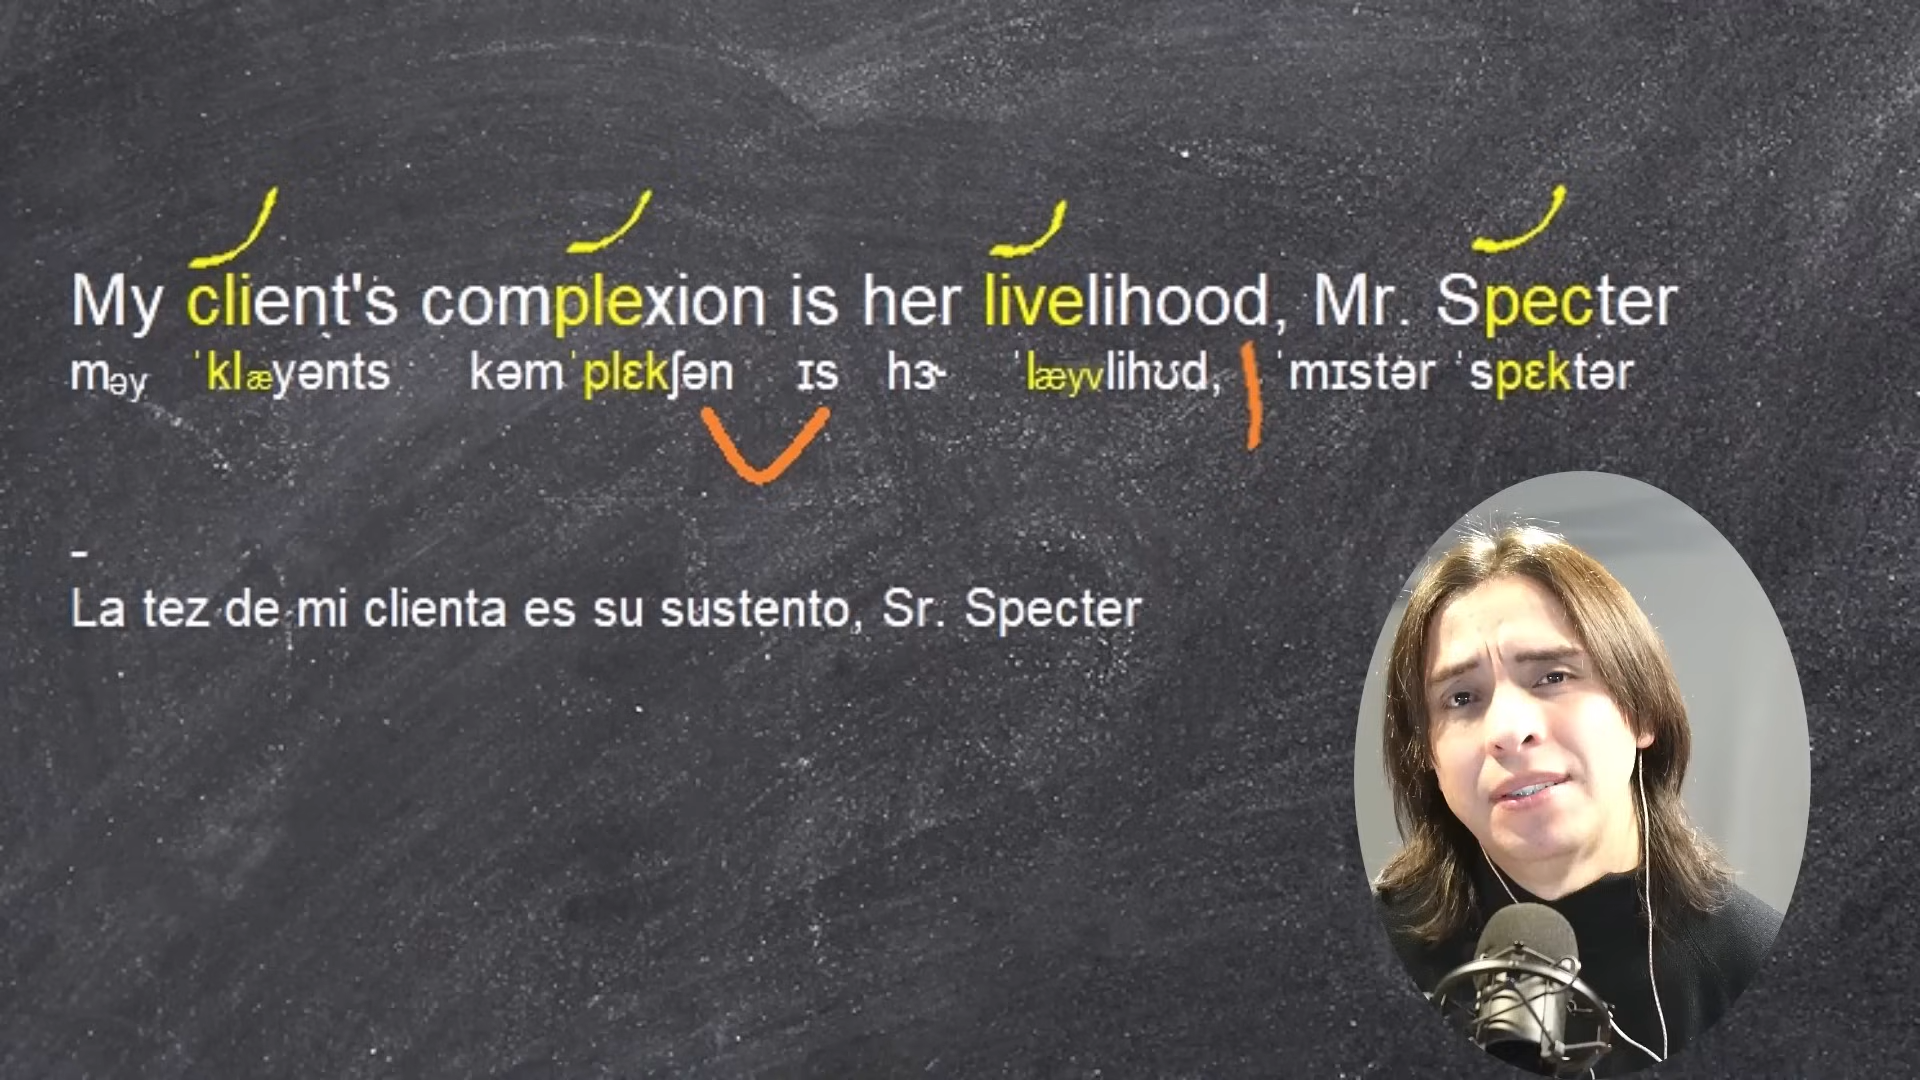 My client's complexion is her livelihood, Mr. Specter
məy ˈklæyənts kəmˈplɛkʃən ɪs hɝ ˈlæyvlihʊd, ˈmɪstər ˈspɛktər
-
La tez de mi clienta es su sustento, Sr. Specter